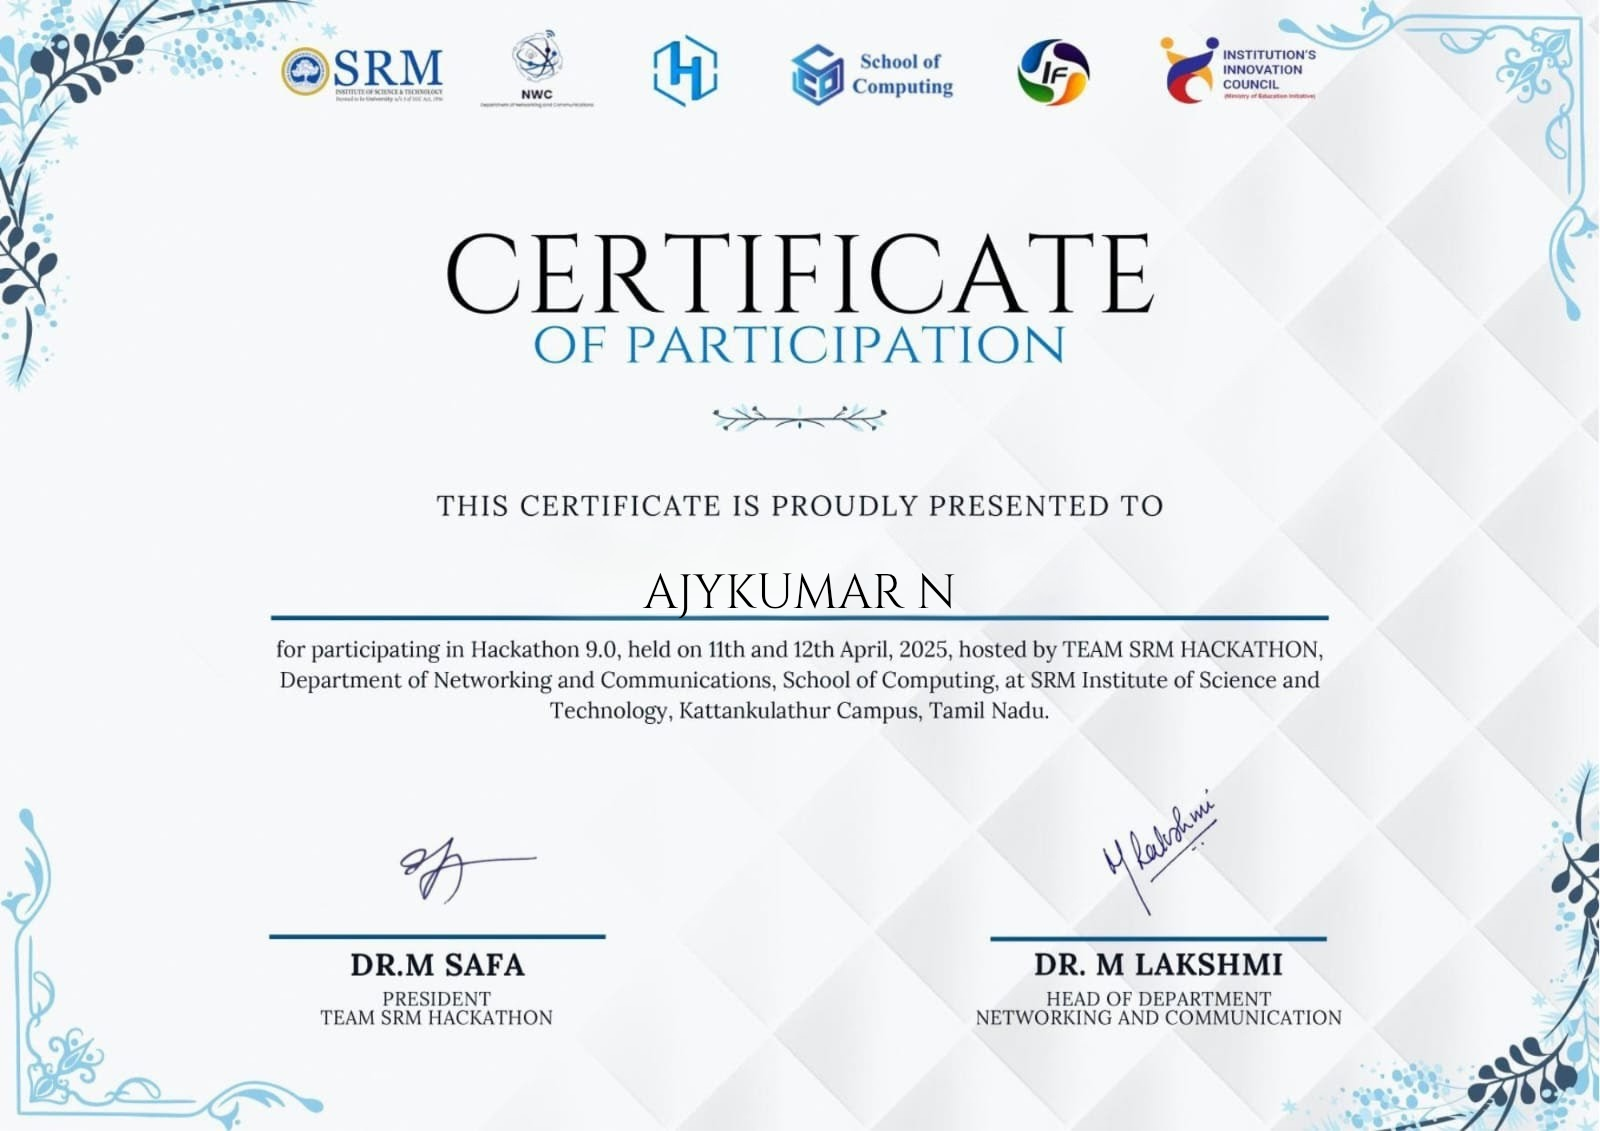 SRM
INSTITUTE OF SCIENCE & TECHNOLOGY
Deemed to be University u/s 3 of UGC Act, 1956
NWC
Department of Networking and Communications
H
School of
Computing
IF
INSTITUTION'S
INNOVATION
COUNCIL
(Ministry of Education Initiative)
CERTIFICATE
OF PARTICIPATION
THIS CERTIFICATE IS PROUDLY PRESENTED TO
AJYKUMAR N
for participating in Hackathon 9.0, held on 11th and 12th April, 2025, hosted by TEAM SRM HACKATHON,
Department of Networking and Communications, School of Computing, at SRM Institute of Science and
Technology, Kattankulathur Campus, Tamil Nadu.
M Lakshmi
DR.M SAFA
PRESIDENT
TEAM SRM HACKATHON
DR. M LAKSHMI
HEAD OF DEPARTMENT
NETWORKING AND COMMUNICATION